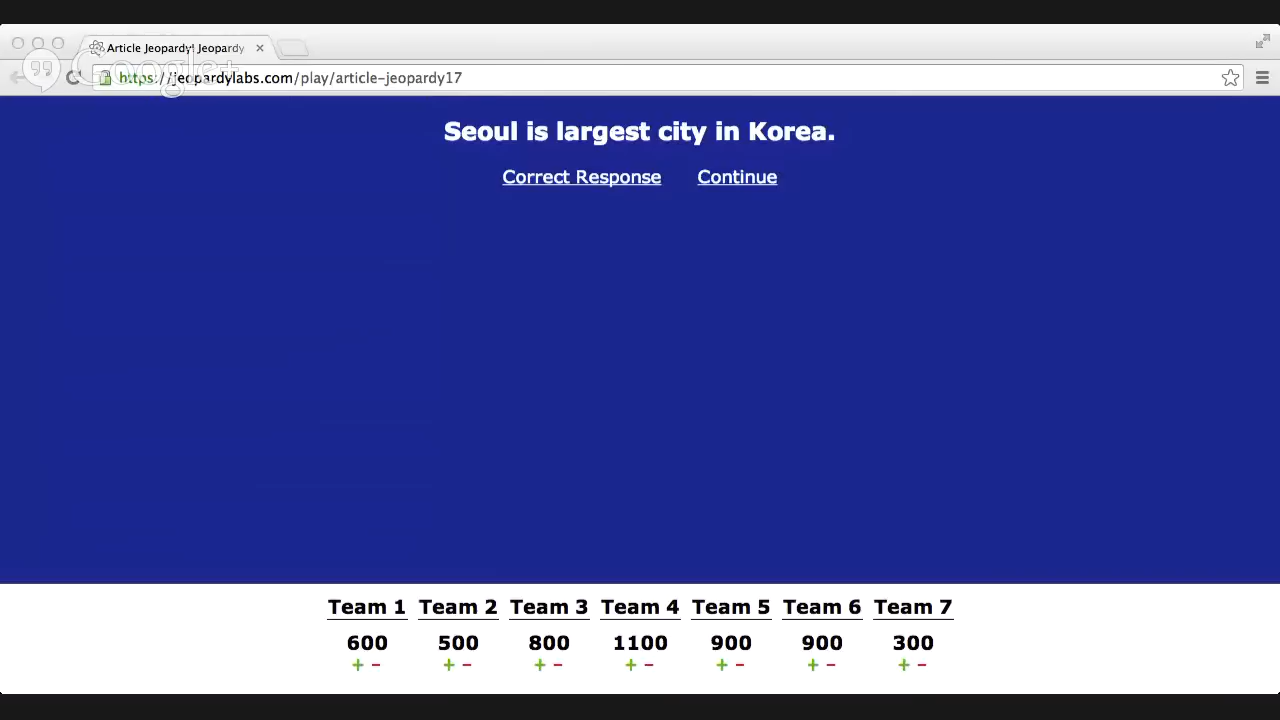 Article Jeopardy! Jeopardy
Google+
https://jeopardylabs.com/play/article-jeopardy17
Seoul is largest city in Korea.
Correct Response Continue
Team 1 Team 2 Team 3 Team 4 Team 5 Team 6 Team 7
600 500 800 1100 900 900 300
+ − + − + − + − + − + − + −